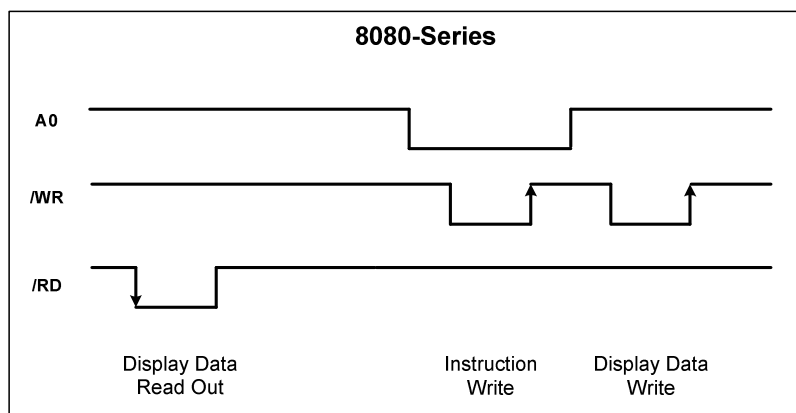 8080-Series
A0
/WR
/RD
Display Data
Read Out
Instruction
Write
Display Data
Write